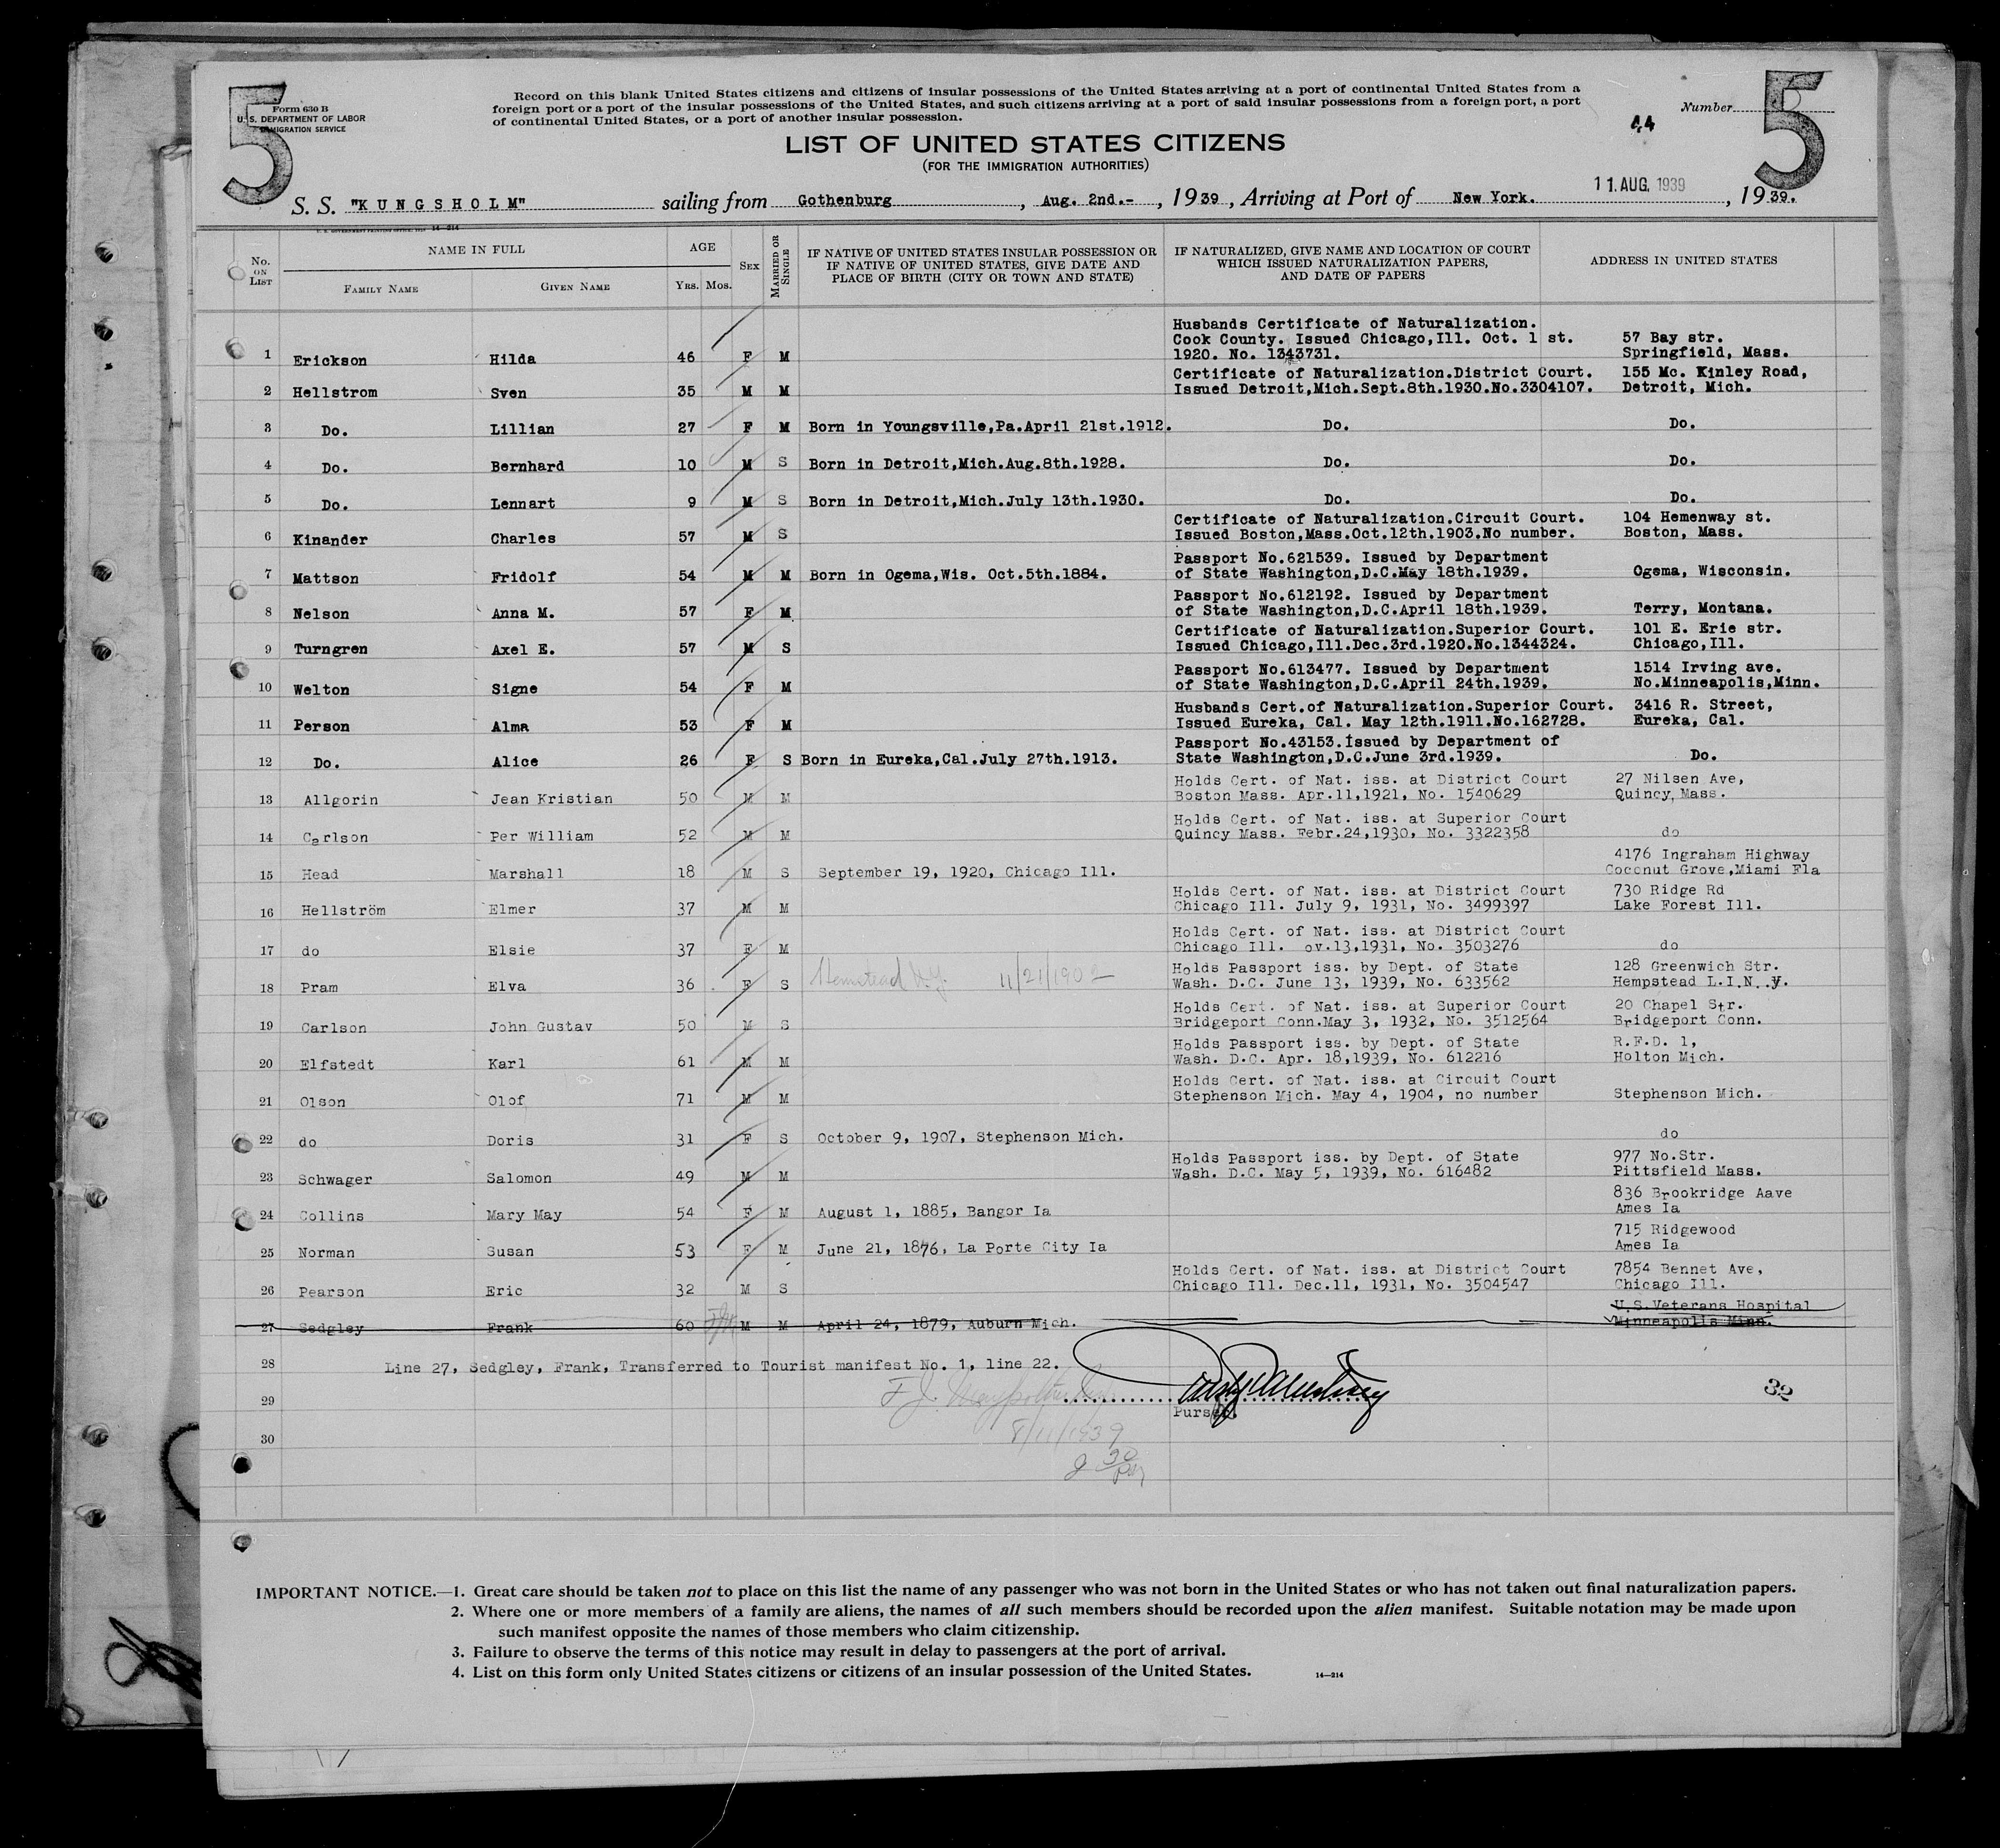 5
5
Form 630 B
U. S. DEPARTMENT OF LABOR
IMMIGRATION SERVICE
Record on this blank United States citizens and citizens of insular possessions of the United States arriving at a port of continental United States from a
foreign port or a port of the insular possessions of the United States, and such citizens arriving at a port of said insular possessions from a foreign port, a port
of continental United States, or a port of another insular possession.
Number
44
LIST OF UNITED STATES CITIZENS
(FOR THE IMMIGRATION AUTHORITIES)
11.AUG.1939
S. S. "KUNGSHOLM" sailing from Gothenburg, Aug. 2nd.-, 1939, Arriving at Port of New York. , 1939.
14-214
No. ON LIST NAME IN FULL AGE SEX MARRIED OR SINGLE IF NATIVE OF UNITED STATES INSULAR POSSESSION OR IF NATIVE OF UNITED STATES, GIVE DATE AND PLACE OF BIRTH (CITY OR TOWN AND STATE) IF NATURALIZED, GIVE NAME AND LOCATION OF COURT WHICH ISSUED NATURALIZATION PAPERS, AND DATE OF PAPERS ADDRESS IN UNITED STATES
FAMILY NAME GIVEN NAME YRS. MOS.
Husbands Certificate of Naturalization.
Cook County. Issued Chicago,Ill. Oct. 1 st. 57 Bay str.
1 Erickson Hilda 46 F M 1920. No. 1343731. Springfield, Mass.
Certificate of Naturalization.District Court. 155 Mc. Kinley Road,
2 Hellstrom Sven 35 M M Issued Detroit,Mich.Sept.8th.1930.No.3304107. Detroit, Mich.
3 Do. Lillian 27 F M Born in Youngsville,Pa.April 21st.1912. Do. Do.
4 Do. Bernhard 10 M S Born in Detroit,Mich.Aug.8th.1928. Do. Do.
5 Do. Lennart 9 M S Born in Detroit,Mich.July 13th.1930. Do. Do.
Certificate of Naturalization.Circuit Court. 104 Hemenway st.
6 Kinander Charles 57 M S Issued Boston,Mass.Oct.12th.1903.No number. Boston, Mass.
Passport No.621539. Issued by Department
7 Mattson Fridolf 54 M M Born in Ogema,Wis. Oct.5th.1884. of State Washington,D.C.May 18th.1939. Ogema, Wisconsin.
Passport No.612192. Issued by Department
8 Nelson Anna M. 57 F M of State Washington,D.C.April 18th.1939. Terry, Montana.
Certificate of Naturalization.Superior Court. 101 E. Erie str.
9 Turngren Axel E. 57 M S Issued Chicago,Ill.Dec.3rd.1920.No.1344324. Chicago,Ill.
Passport No.613477. Issued by Department 1514 Irving ave.
10 Welton Signe 54 F M of State Washington,D.C.April 24th.1939. No.Minneapolis,Minn.
Husbands Cert.of Naturalization.Superior Court. 3416 R. Street,
11 Person Alma 53 F M Issued Eureka, Cal. May 12th.1911.No.162728. Eureka, Cal.
Passport No.43153.Issued by Department of
12 Do. Alice 26 F S Born in Eureka,Cal.July 27th.1913. State Washington,D.C.June 3rd.1939. Do.
Holds Cert. of Nat. iss. at District Court 27 Nilsen Ave,
13 Allgorin Jean Kristian 50 M M Boston Mass. Apr.11,1921, No. 1540629 Quincy,Mass.
Holds Cert. of Nat. iss. at Superior Court
14 Carlson Per William 52 M M Quincy Mass. Febr.24,1930, No. 3322358 do
4176 Ingraham Highway
15 Head Marshall 18 M S September 19, 1920, Chicago Ill. Coconut Grove,Miami Fla
Holds Cert. of Nat. iss. at District Court 730 Ridge Rd
16 Hellström Elmer 37 M M Chicago Ill. July 9, 1931, No. 3499397 Lake Forest Ill.
Holds Cert. of Nat. iss. at District Court
17 do Elsie 37 F M Chicago Ill. ov.13,1931, No. 3503276 do
Holds Passport iss. by Dept. of State 128 Greenwich Str.
18 Pram Elva 36 F S Hemstead N.Y. 11/21/1902 Wash. D.C. June 13, 1939, No. 633562 Hempstead L.I.N.y.
Holds Cert. of Nat. iss. at Superior Court 20 Chapel Str.
19 Carlson John Gustav 50 M S Bridgeport Conn.May 3, 1932, No. 3512564 Bridgeport Conn.
Holds Passport iss. by Dept. of State R.F.D. 1,
20 Elfstedt Karl 61 M M Wash. D.C. Apr. 18,1939, No. 612216 Holton Mich.
Holds Cert. of Nat. iss. at Circuit Court
21 Olson Olof 71 M M Stephenson Mich. May 4, 1904, no number Stephenson Mich.
22 do Doris 31 F S October 9, 1907, Stephenson Mich. do
Holds Passport iss. by Dept. of State 977 No.Str.
23 Schwager Salomon 49 M M Wash. D.C. May 5, 1939, No. 616482 Pittsfield Mass.
836 Brookridge Aave
24 Collins Mary May 54 F M August 1, 1885, Bangor Ia Ames Ia
715 Ridgewood
25 Norman Susan 53 F M June 21, 1876, La Porte City Ia Ames Ia
Holds Cert. of Nat. iss. at District Court 7854 Bennet Ave,
26 Pearson Eric 32 M S Chicago Ill. Dec.11, 1931, No. 3504547 Chicago Ill.
U.S.Veterans Hospital
27 Sedgley Frank 60 M M April 24, 1879, Auburn Mich. Minneapolis Minn.
28 Line 27, Sedgley, Frank, Transferred to Tourist manifest No. 1, line 22.
29
Purser.
32
30
8/11/1939
2 30 PM
IMPORTANT NOTICE.—1. Great care should be taken not to place on this list the name of any passenger who was not born in the United States or who has not taken out final naturalization papers.
2. Where one or more members of a family are aliens, the names of all such members should be recorded upon the alien manifest. Suitable notation may be made upon
such manifest opposite the names of those members who claim citizenship.
3. Failure to observe the terms of this notice may result in delay to passengers at the port of arrival.
4. List on this form only United States citizens or citizens of an insular possession of the United States. 14—214